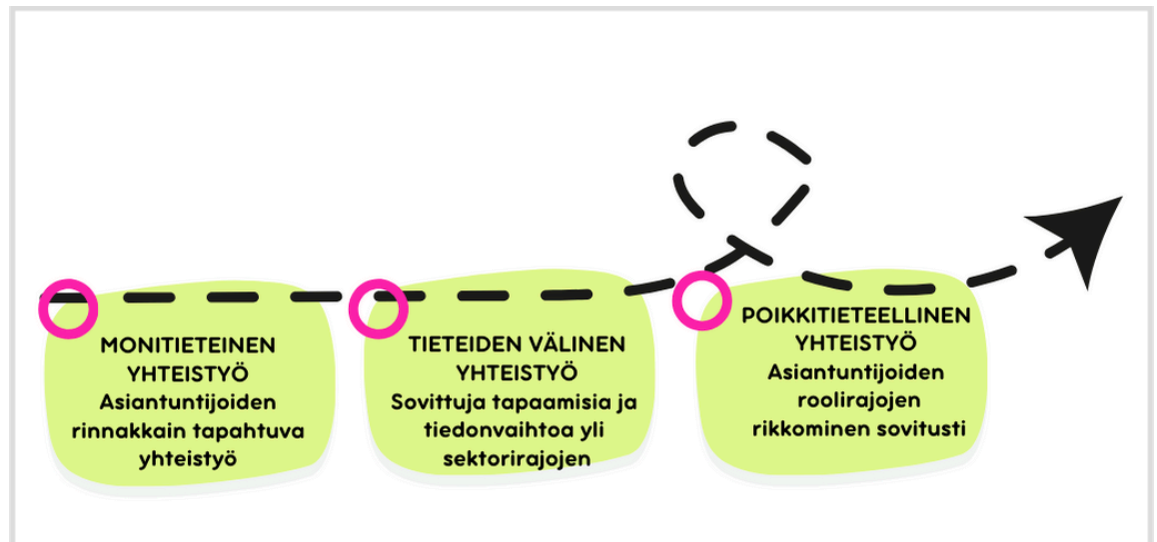 MONITIETEINEN
YHTEISTYÖ
Asiantuntijoiden
rinnakkain tapahtuva
yhteistyö
TIETEIDEN VÄLINEN
YHTEISTYÖ
Sovittuja tapaamisia ja
tiedonvaihtoa yli
sektorirajojen
POIKKITIETEELLINEN
YHTEISTYÖ
Asiantuntijoiden
roolirajojen
rikkominen sovitusti